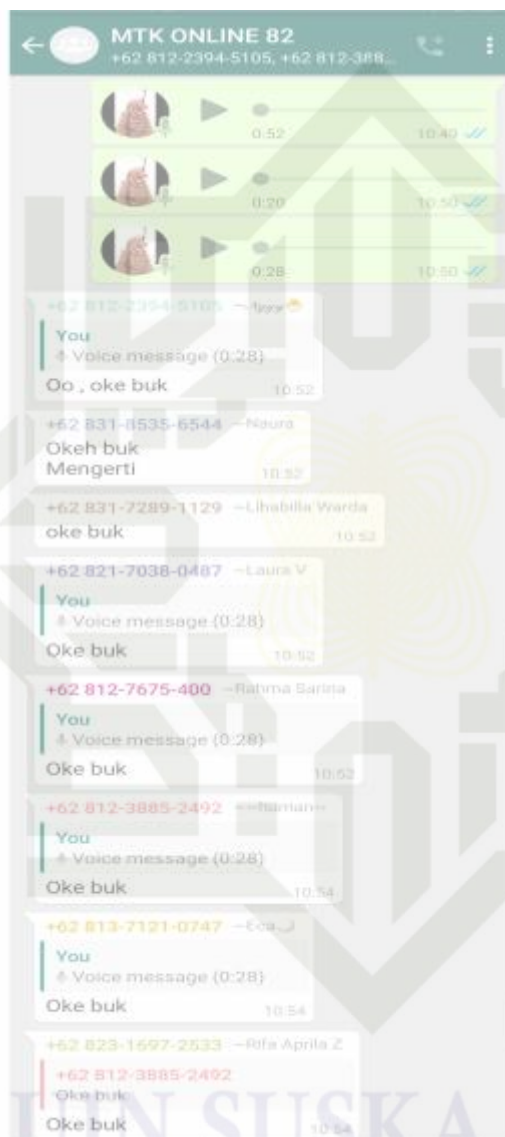 MTK ONLINE 82
+62 812-2394-5105, +62 812-388...
0:52 10:49
0:20 10:50
0:28 10:50
+62 812-2394-5105
You
Voice message (0:28)
Oo , oke buk 10:52
+62 831-8535-6544 ~Naura
Okeh buk
Mengerti 10:52
+62 831-7289-1129 ~Lihabilla Warda
oke buk 10:52
+62 821-7038-0487 ~Laura V
You
Voice message (0:28)
Oke buk 10:52
+62 812-7675-400 ~Rahma Sarina
You
Voice message (0:28)
Oke buk 10:52
+62 812-3885-2492 ~~human~~
You
Voice message (0:28)
Oke buk 10:54
+62 813-7121-0747 ~Eca
You
Voice message (0:28)
Oke buk 10:54
+62 823-1697-2533 ~Rifa Aprila Z
+62 812-3885-2492
Oke buk
Oke buk 10:54
UIN SUSKA